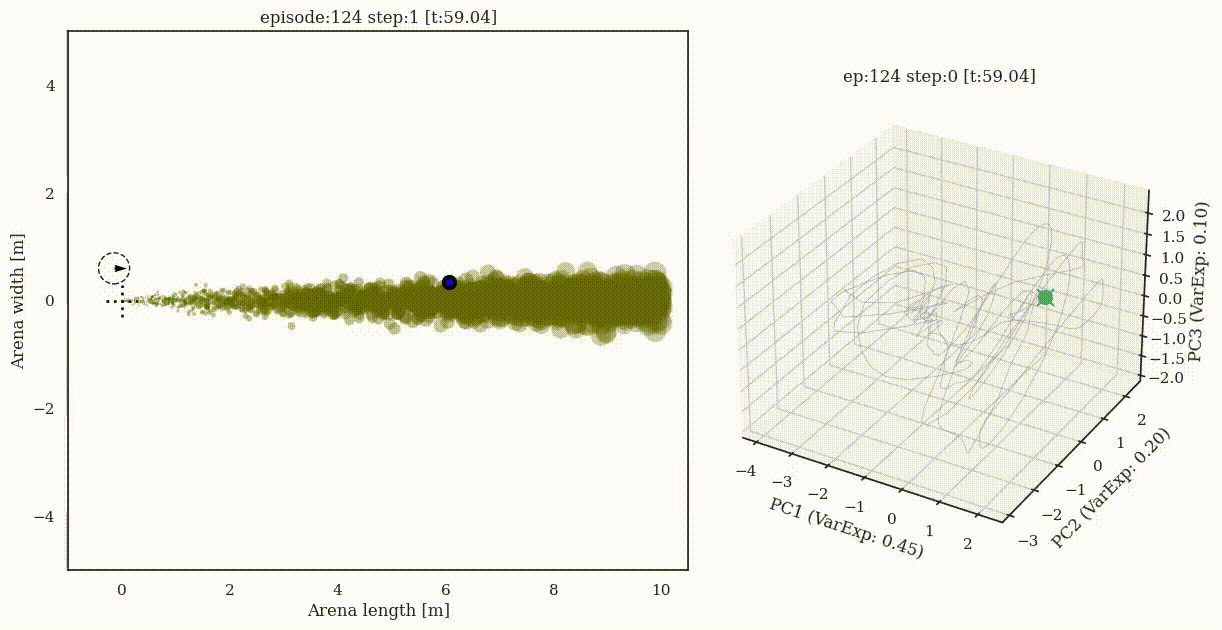 episode:124 step:1 [t:59.04]
Arena width [m]
4
2
0
−2
−4
0 2 4 6 8 10
Arena length [m]
ep:124 step:0 [t:59.04]
−4 −3 −2 −1 0 1 2
PC1 (VarExp: 0.45)
−3 −2 −1 0 1 2
PC2 (VarExp: 0.20)
2.0
1.5
1.0
0.5
0.0
−0.5
−1.0
−1.5
−2.0
PC3 (VarExp: 0.10)